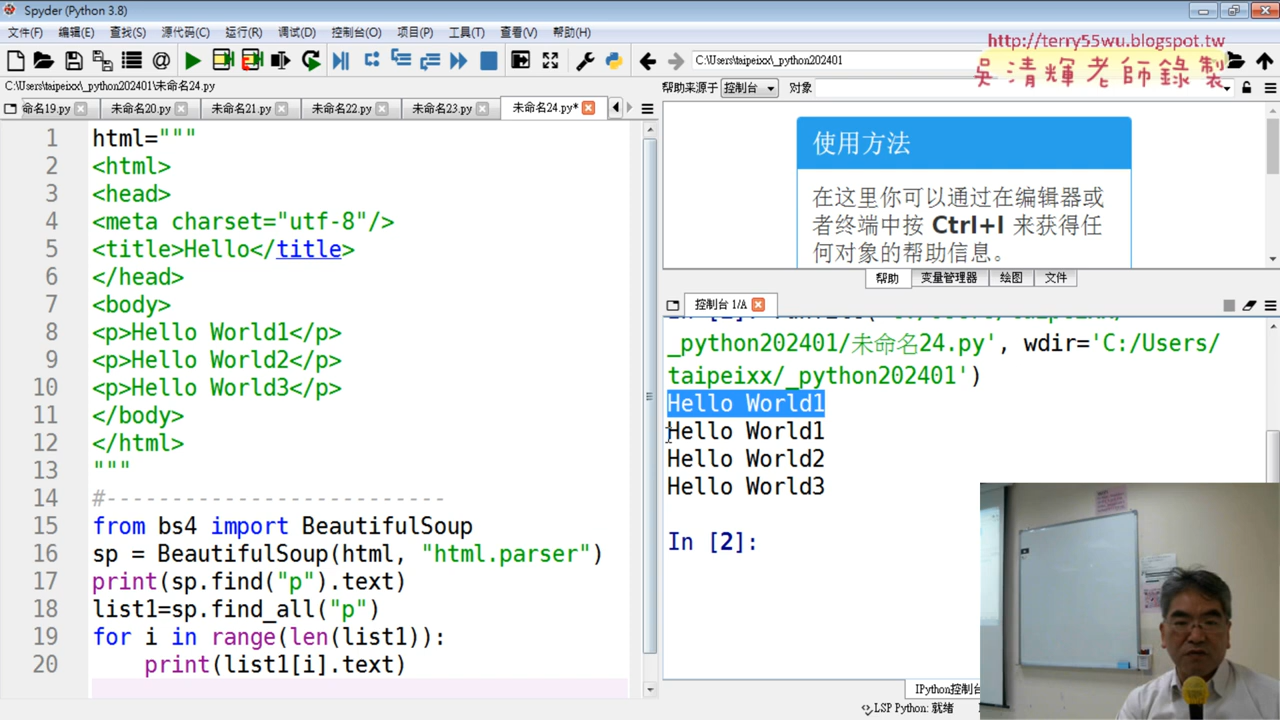 Spyder (Python 3.8)
文件(F) 编辑(E) 查找(S) 源代码(C) 运行(R) 调试(D) 控制台(O) 项目(P) 工具(T) 查看(V) 帮助(H)
C:\Users\taipeixx\_python202401
http://terry55wu.blogspot.tw
吳清輝老師錄製
C:\Users\taipeixx\_python202401\未命名24.py
帮助来源于 控制台 对象
命名19.py 未命名20.py 未命名21.py 未命名22.py 未命名23.py 未命名24.py*
1 html="""
2 <html>
3 <head>
4 <meta charset="utf-8"/>
5 <title>Hello</title>
6 </head>
7 <body>
8 <p>Hello World1</p>
9 <p>Hello World2</p>
10 <p>Hello World3</p>
11 </body>
12 </html>
13 """
14 #---------------------------
15 from bs4 import BeautifulSoup
16 sp = BeautifulSoup(html, "html.parser")
17 print(sp.find("p").text)
18 list1=sp.find_all("p")
19 for i in range(len(list1)):
20     print(list1[i].text)
使用方法
在这里你可以通过在编辑器或
者终端中按 Ctrl+I 来获得任
何对象的帮助信息。
帮助 变量管理器 绘图 文件
控制台 1/A
_python202401/未命名24.py', wdir='C:/Users/
taipeixx/_python202401')
Hello World1
Hello World1
Hello World2
Hello World3
In [2]:
IPython控制台
LSP Python: 就绪